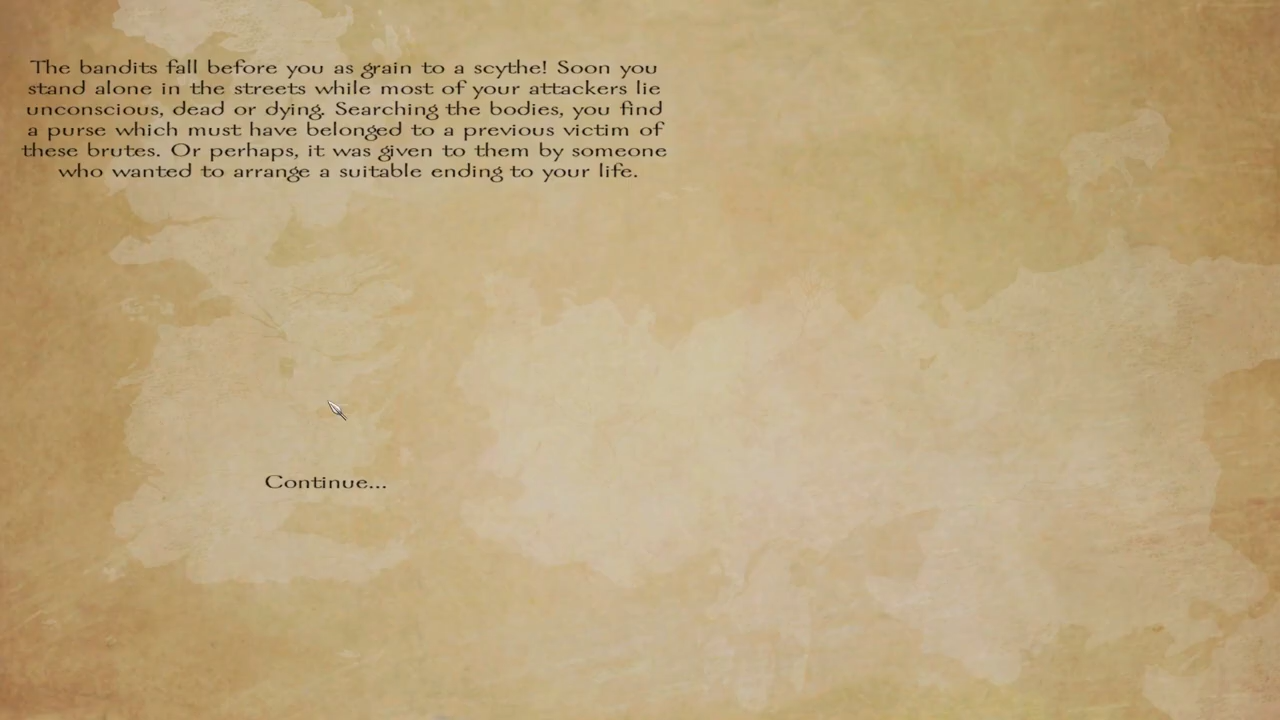 The bandits fall before you as grain to a scythe! Soon you
stand alone in the streets while most of your attackers lie
unconscious, dead or dying. Searching the bodies, you find
a purse which must have belonged to a previous victim of
these brutes. Or perhaps, it was given to them by someone
who wanted to arrange a suitable ending to your life.
Continue...